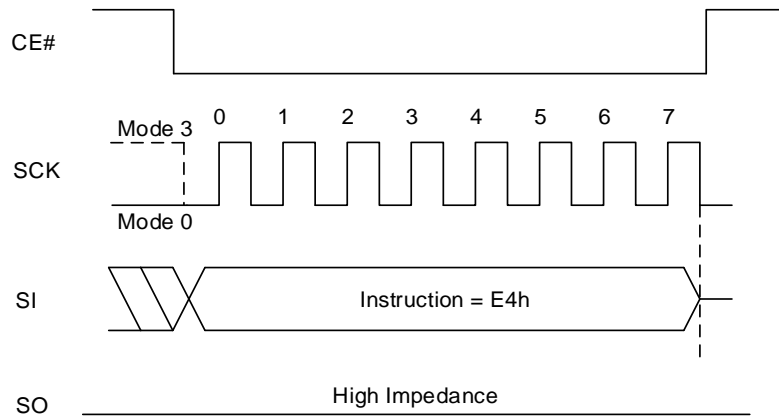 CE#
Mode 3
0 1 2 3 4 5 6 7
SCK
Mode 0
SI
Instruction = E4h
SO
High Impedance